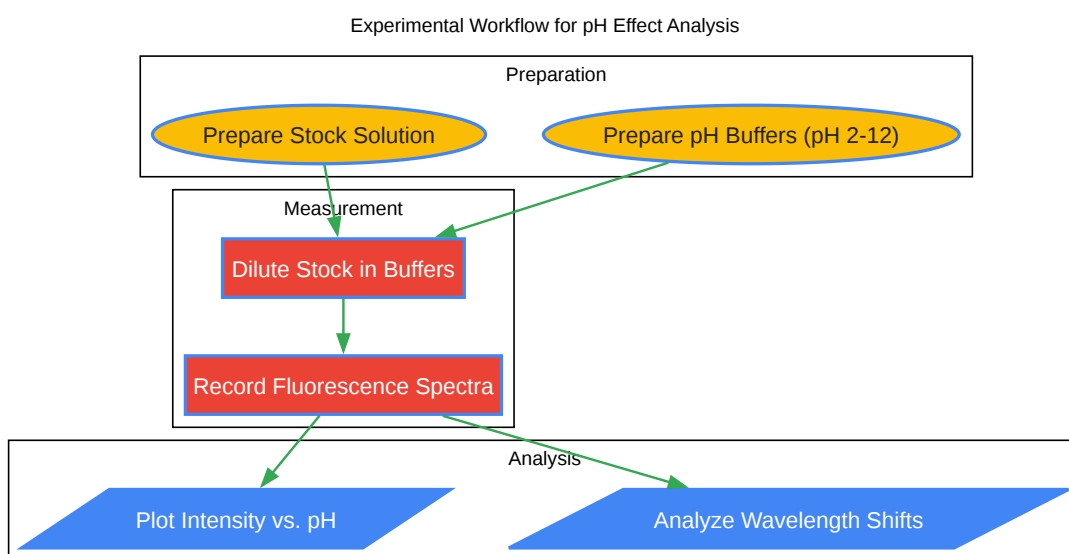 Experimental Workflow for pH Effect Analysis
Preparation
Prepare Stock Solution
Prepare pH Buffers (pH 2-12)
Measurement
Dilute Stock in Buffers
Record Fluorescence Spectra
Analysis
Plot Intensity vs. pH
Analyze Wavelength Shifts